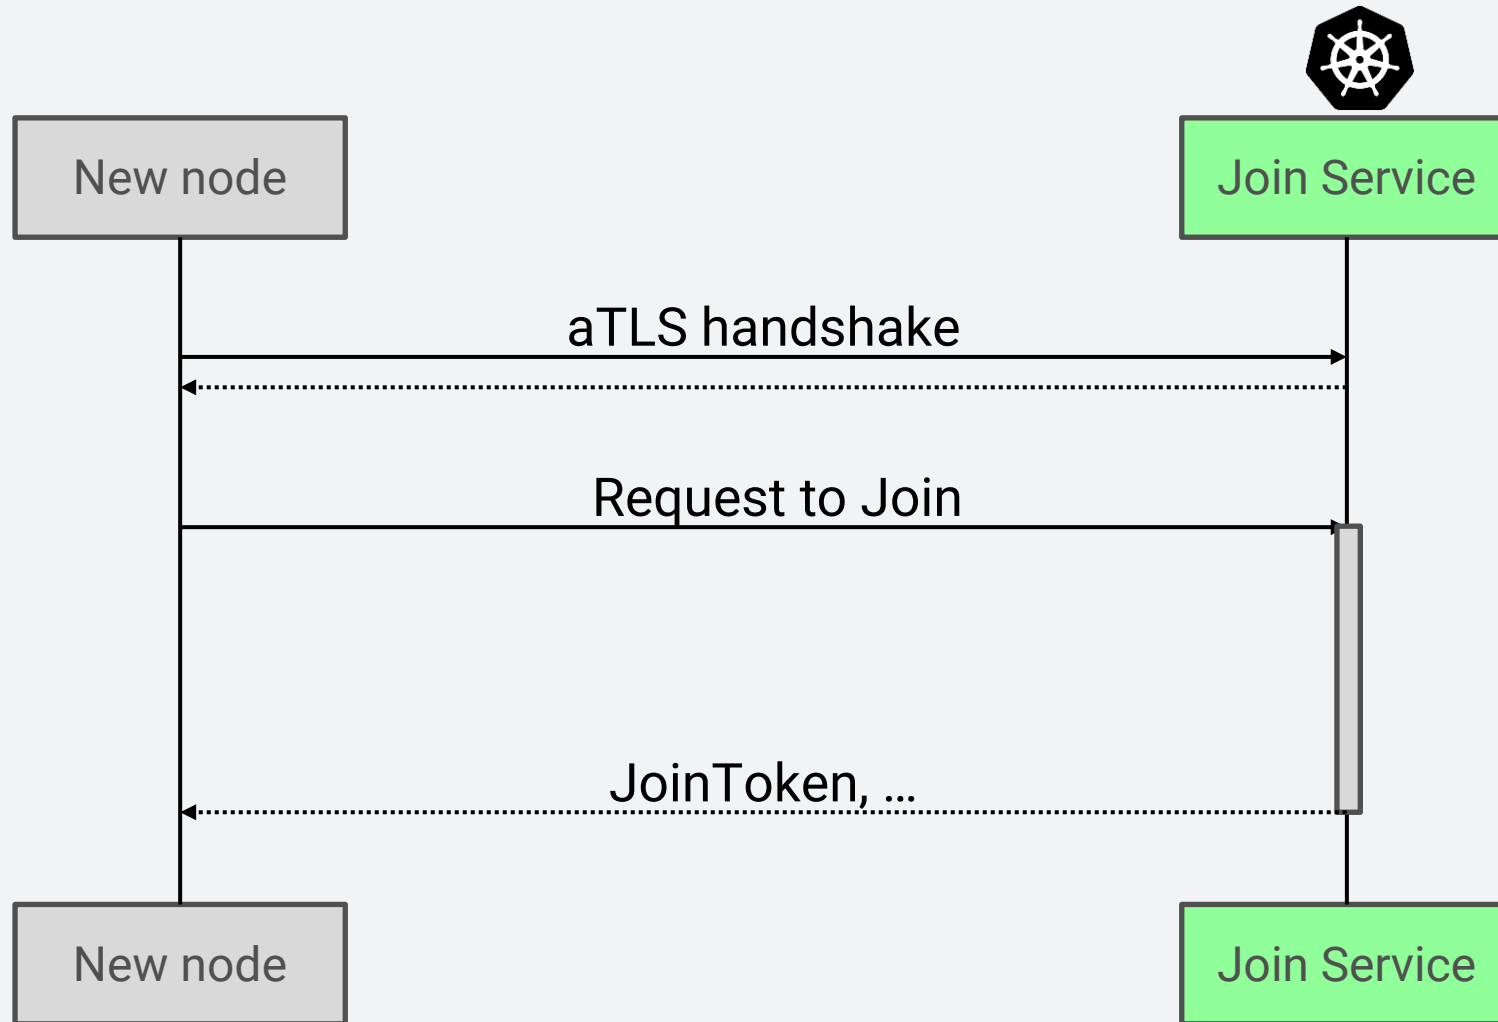 New node
Join Service
aTLS handshake
Request to Join
JoinToken, ...
New node
Join Service